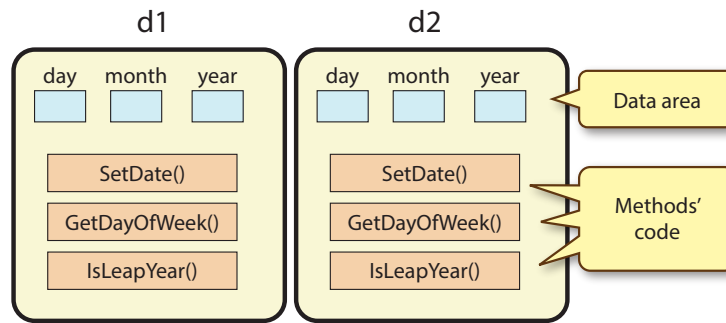 d1 d2
day month year day month year
Data area
SetDate() SetDate()
GetDayOfWeek() GetDayOfWeek()
Methods’
code
IsLeapYear() IsLeapYear()